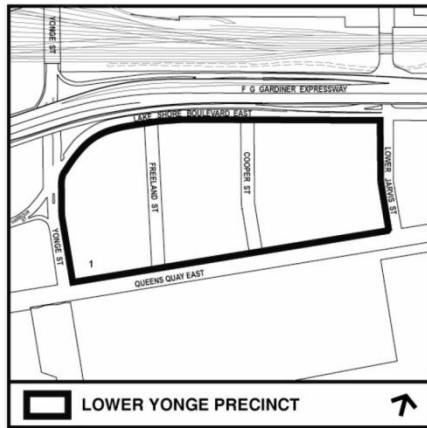 YONGE ST
F G GARDINER EXPRESSWAY
LAKE SHORE BOULEVARD EAST
FREELAND ST
COOPER ST
LOWER JARVIS ST
YONGE ST
1
QUEENS QUAY EAST
LOWER YONGE PRECINCT